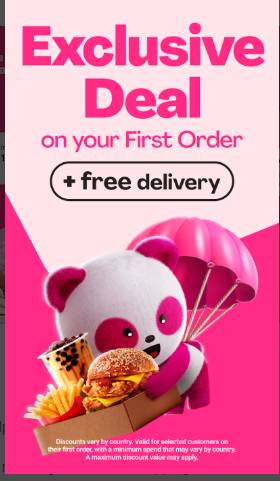 Exclusive
Deal
on your First Order
+ free delivery
Discounts vary by country. Valid for selected customers on
their first order, with a minimum spend that may vary by country.
A maximum discount value may apply.